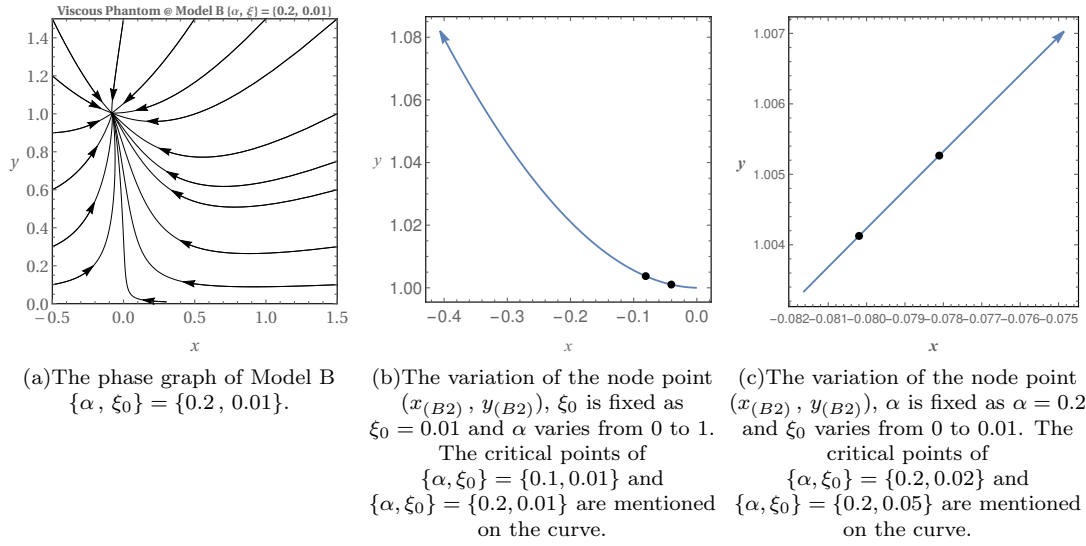 Viscous Phantom @ Model B {α, ξ} = {0.2, 0.01}
1.4
1.2
1.0
0.8
0.6
0.4
0.2
0.0
y
−0.5 0.0 0.5 1.0 1.5
x
1.08
1.06
1.04
1.02
1.00
y
−0.4 −0.3 −0.2 −0.1 0.0
x
1.007
1.006
1.005
1.004
y
−0.082 −0.081 −0.080 −0.079 −0.078 −0.077 −0.076 −0.075
x
(a)The phase graph of Model B
{α , ξ₀} = {0.2 , 0.01}.
(b)The variation of the node point
(x₍B2₎ , y₍B2₎), ξ₀ is fixed as
ξ₀ = 0.01 and α varies from 0 to 1.
The critical points of
{α, ξ₀} = {0.1, 0.01} and
{α, ξ₀} = {0.2, 0.01} are mentioned
on the curve.
(c)The variation of the node point
(x₍B2₎ , y₍B2₎), α is fixed as α = 0.2
and ξ₀ varies from 0 to 0.01. The
critical points of
{α, ξ₀} = {0.2, 0.02} and
{α, ξ₀} = {0.2, 0.05} are mentioned
on the curve.